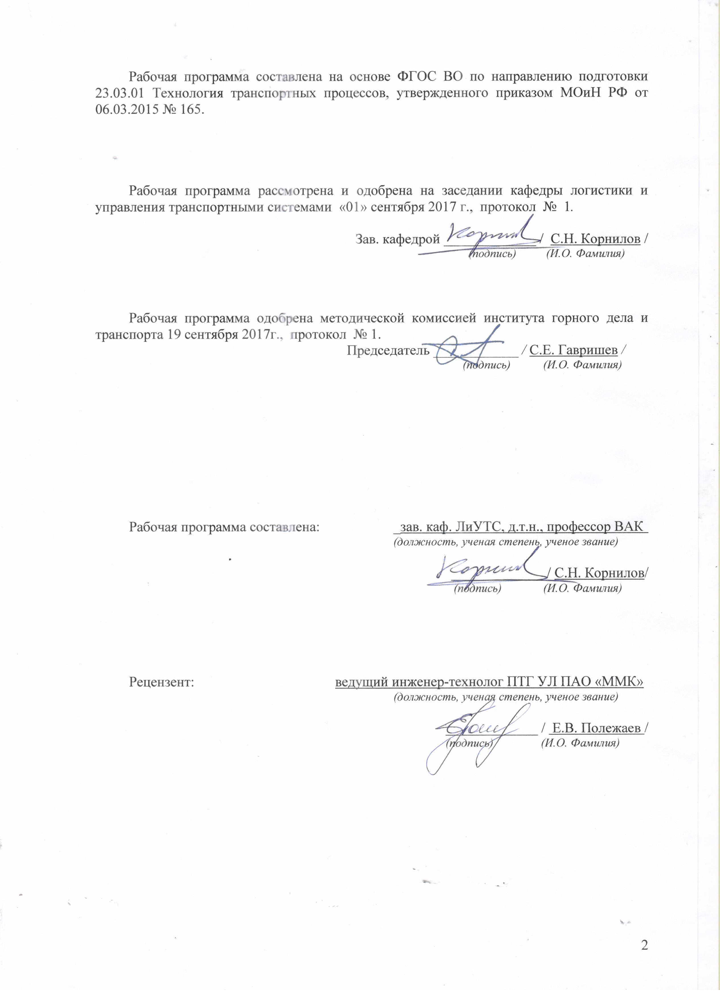 Рабочая программа составлена на основе ФГОС ВО по направлению подготовки
23.03.01 Технология транспортных процессов, утвержденного приказом МОиН РФ от
06.03.2015 № 165.
Рабочая программа рассмотрена и одобрена на заседании кафедры логистики и
управления транспортными системами «01» сентября 2017 г., протокол № 1.
Зав. кафедрой / С.Н. Корнилов /
(подпись) (И.О. Фамилия)
Рабочая программа одобрена методической комиссией института горного дела и
транспорта 19 сентября 2017г., протокол № 1.
Председатель / С.Е. Гавришев /
(подпись) (И.О. Фамилия)
Рабочая программа составлена: зав. каф. ЛиУТС, д.т.н., профессор ВАК
(должность, ученая степень, ученое звание)
/ С.Н. Корнилов/
(подпись) (И.О. Фамилия)
Рецензент: ведущий инженер-технолог ПТГ УЛ ПАО «ММК»
(должность, ученая степень, ученое звание)
/ Е.В. Полежаев /
(подпись) (И.О. Фамилия)
2